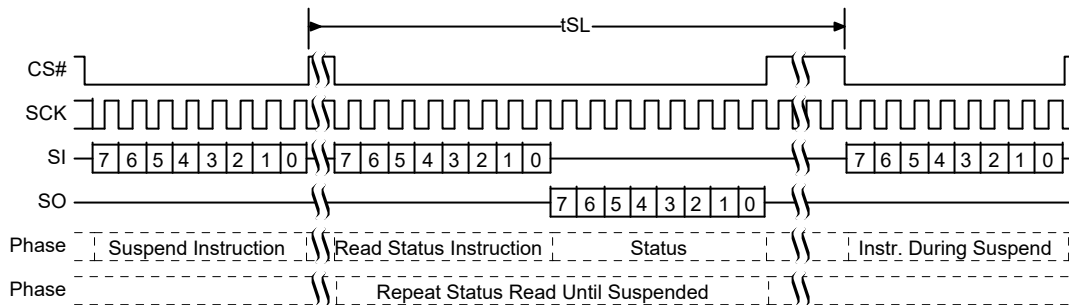 tSL
CS#
SCK
SI 7 6 5 4 3 2 1 0 7 6 5 4 3 2 1 0 7 6 5 4 3 2 1 0
SO 7 6 5 4 3 2 1 0
Phase Suspend Instruction Read Status Instruction Status Instr. During Suspend
Phase Repeat Status Read Until Suspended